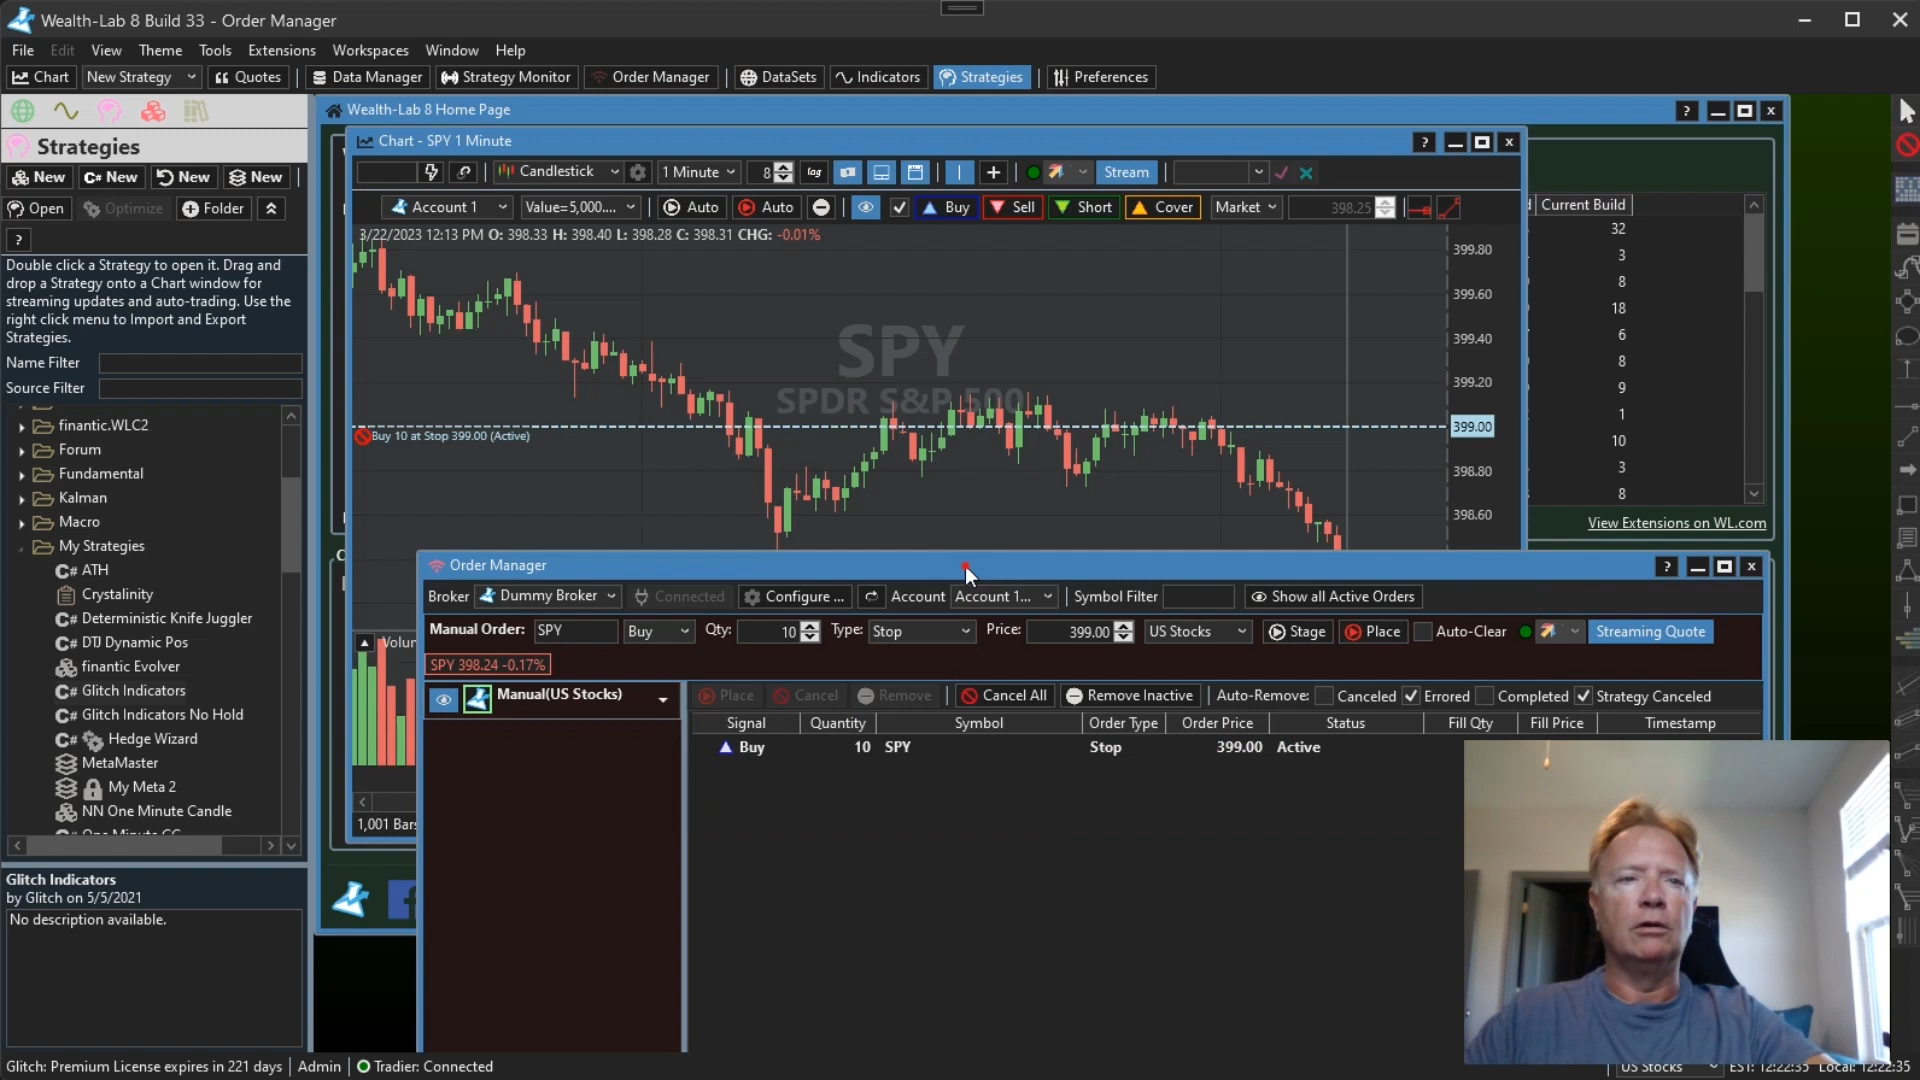 Wealth-Lab 8 Build 33 - Order Manager
File Edit View Theme Tools Extensions Workspaces Window Help
Chart New Strategy Quotes Data Manager Strategy Monitor Order Manager DataSets Indicators Strategies Preferences
Strategies
New C# New New New
Open Optimize Folder
?
Double click a Strategy to open it. Drag and
drop a Strategy onto a Chart window for
streaming updates and auto-trading. Use the
right click menu to Import and Export
Strategies.
Name Filter
Source Filter
finantic.WLC2
Forum
Fundamental
Kalman
Macro
My Strategies
C# ATH
Crystalinity
C# Deterministic Knife Juggler
C# DTJ Dynamic Pos
finantic Evolver
C# Glitch Indicators
C# Glitch Indicators No Hold
C# Hedge Wizard
MetaMaster
My Meta 2
NN One Minute Candle
Glitch Indicators
by Glitch on 5/5/2021
No description available.
Wealth-Lab 8 Home Page ?
Chart - SPY 1 Minute ?
Candlestick 1 Minute 8 log Stream
Account 1 Value=5,000.... Auto Auto Buy Sell Short Cover Market 398.25
3/22/2023 12:13 PM O: 398.33 H: 398.40 L: 398.28 C: 398.31 CHG: -0.01%
SPY
SPDR S&P 500
Buy 10 at Stop 399.00 (Active)
399.80
399.60
399.40
399.20
399.00
398.80
398.60
Current Build
32
3
8
18
6
8
9
1
10
3
8
View Extensions on WL.com
1,001 Bars
Order Manager ?
Broker Dummy Broker Connected Configure ... Account Account 1... Symbol Filter Show all Active Orders
Manual Order: SPY Buy Qty: 10 Type: Stop Price: 399.00 US Stocks Stage Place Auto-Clear Streaming Quote
SPY 398.24 -0.17%
Manual(US Stocks) Place Cancel Remove Cancel All Remove Inactive Auto-Remove: Canceled Errored Completed Strategy Canceled
Signal Quantity Symbol Order Type Order Price Status Fill Qty Fill Price Timestamp
Buy 10 SPY Stop 399.00 Active
Glitch: Premium License expires in 221 days Admin Tradier: Connected US Stocks EST: 12:22:35 Local: 12:22:35